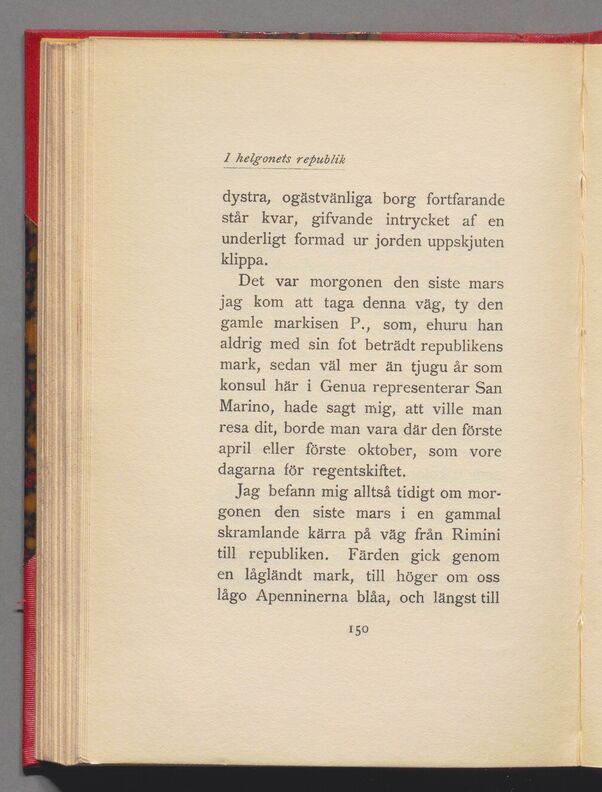 I helgonets republik
dystra, ogästvänliga borg fortfarande
står kvar, gifvande intrycket af en
underligt formad ur jorden uppskjuten
klippa.
Det var morgonen den siste mars
jag kom att taga denna väg, ty den
gamle markisen P., som, ehuru han
aldrig med sin fot beträdt republikens
mark, sedan väl mer än tjugu år som
konsul här i Genua representerar San
Marino, hade sagt mig, att ville man
resa dit, borde man vara där den förste
april eller förste oktober, som vore
dagarna för regentskiftet.
Jag befann mig alltså tidigt om mor-
gonen den siste mars i en gammal
skramlande kärra på väg från Rimini
till republiken. Färden gick genom
en lågländt mark, till höger om oss
lågo Apenninerna blåa, och längst till
150